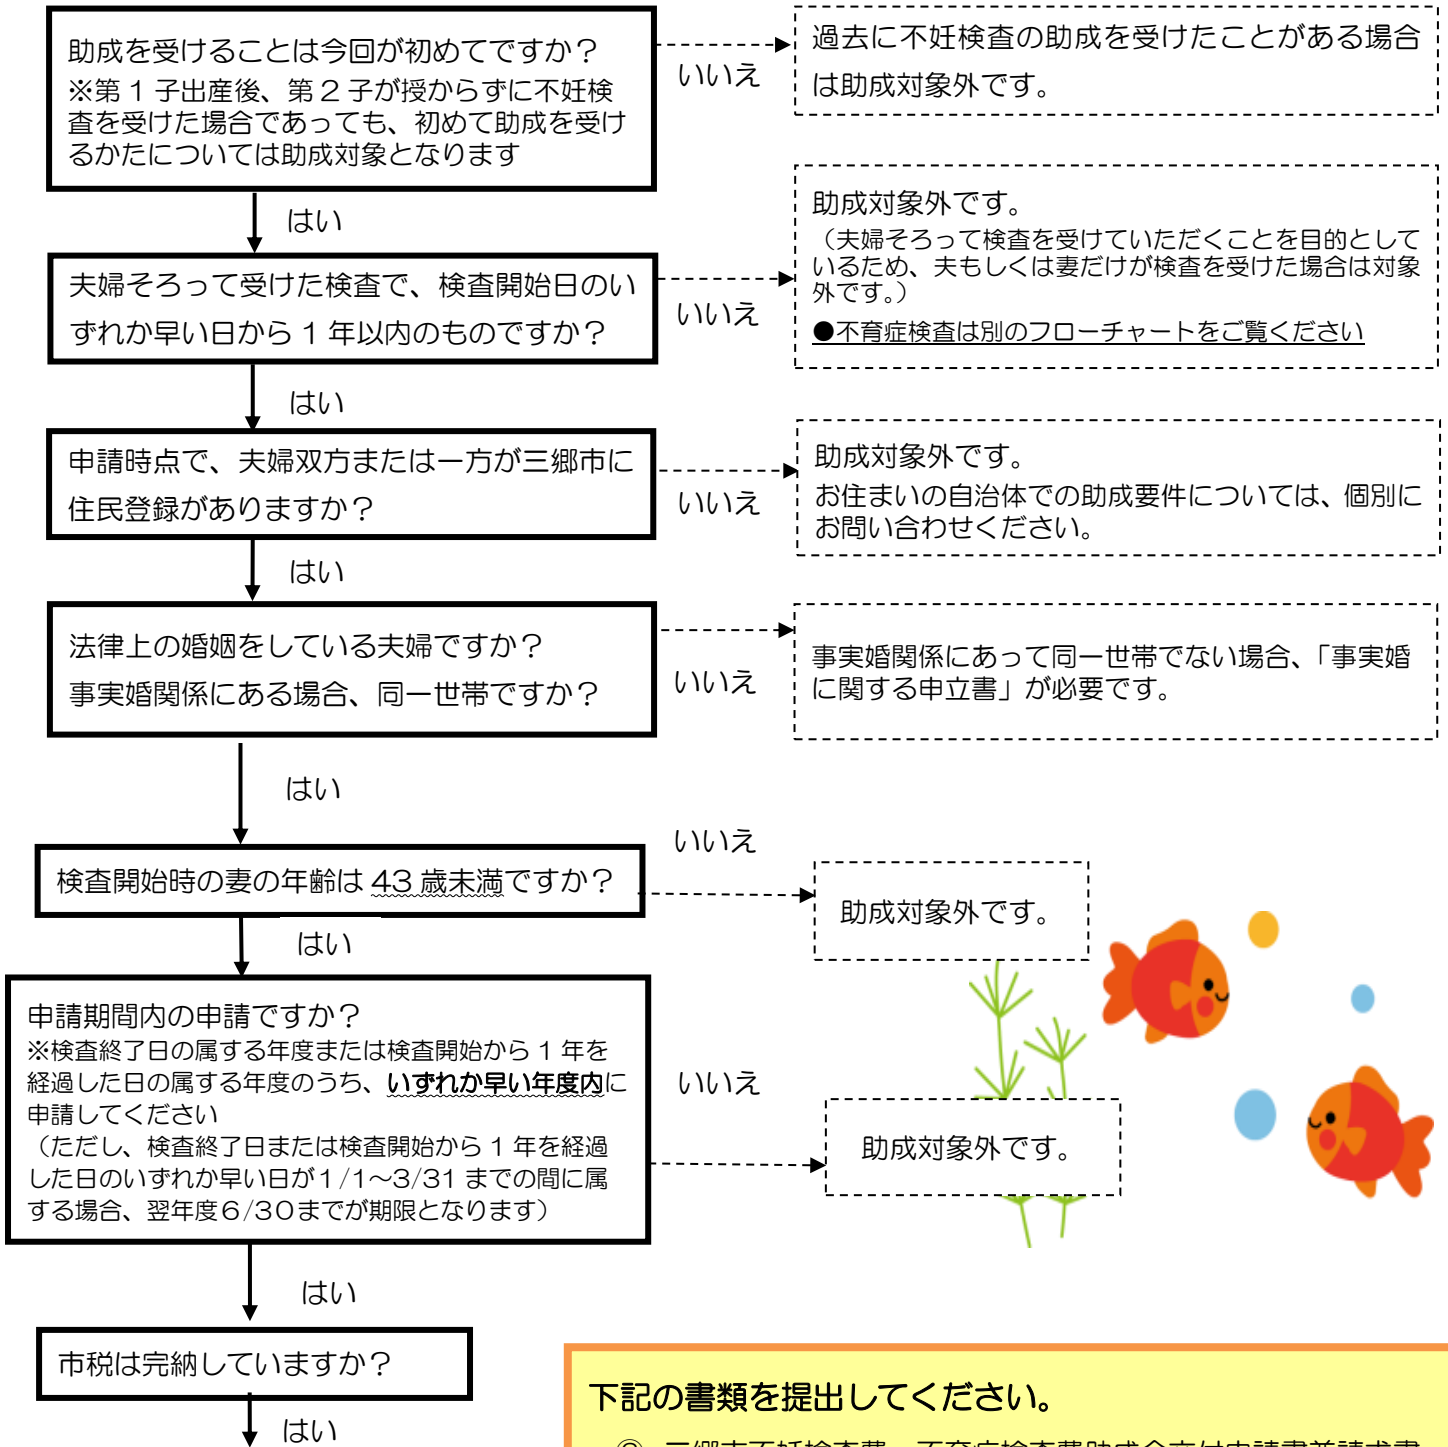 助成を受けることは今回が初めてですか？
※第１子出産後、第２子が授からずに不妊検
査を受けた場合であっても、初めて助成を受け
るかたについては助成対象となります
いいえ
過去に不妊検査の助成を受けたことがある場合
は助成対象外です。
はい
夫婦そろって受けた検査で、検査開始日のい
ずれか早い日から１年以内のものですか？
いいえ
助成対象外です。
（夫婦そろって検査を受けていただくことを目的として
いるため、夫もしくは妻だけが検査を受けた場合は対象
外です。）
●不育症検査は別のフローチャートをご覧ください
はい
申請時点で、夫婦双方または一方が三郷市に
住民登録がありますか？
いいえ
助成対象外です。
お住まいの自治体での助成要件については、個別に
お問い合わせください。
はい
法律上の婚姻をしている夫婦ですか？
事実婚関係にある場合、同一世帯ですか？
いいえ
事実婚関係にあって同一世帯でない場合、「事実婚
に関する申立書」が必要です。
はい
検査開始時の妻の年齢は 43 歳未満ですか？
いいえ
助成対象外です。
はい
申請期間内の申請ですか？
※検査終了日の属する年度または検査開始から１年を
経過した日の属する年度のうち、いずれか早い年度内に
申請してください
（ただし、検査終了日または検査開始から１年を経過
した日のいずれか早い日が１/１～３/31 までの間に属
する場合、翌年度６/３０までが期限となります）
いいえ
助成対象外です。
はい
市税は完納していますか？
はい
下記の書類を提出してください。
三郷市不妊検査費・不育症検査費助成金交付申請書兼請求書